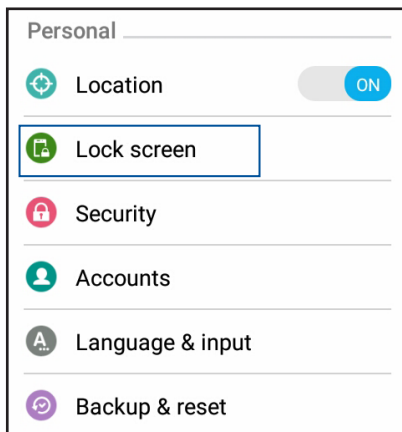 Personal
Location ON
Lock screen
Security
Accounts
A...
Language & input
Backup & reset